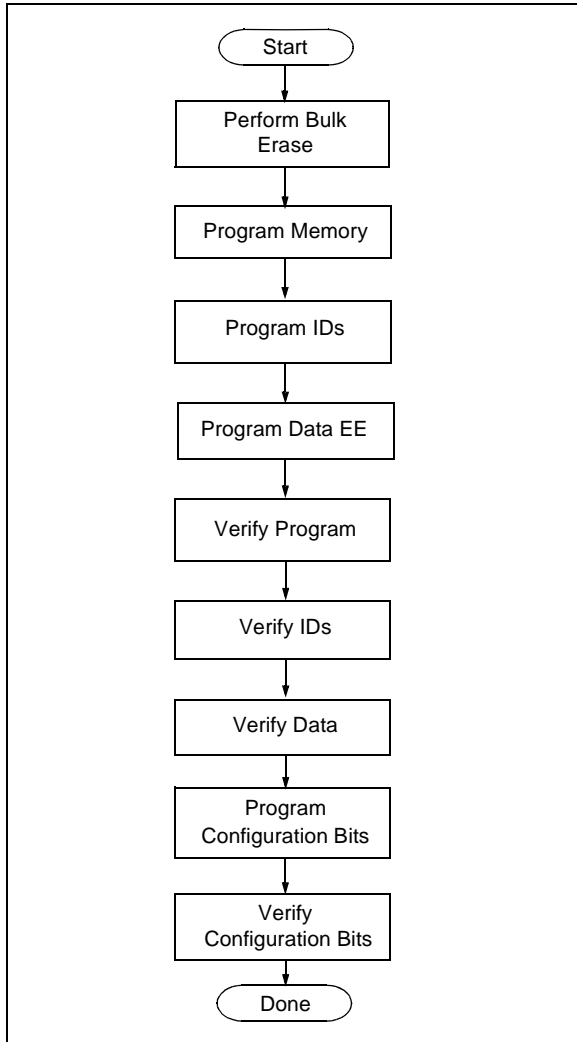 Start
Perform Bulk
Erase
Program Memory
Program IDs
Program Data EE
Verify Program
Verify IDs
Verify Data
Program
Configuration Bits
Verify
Configuration Bits
Done